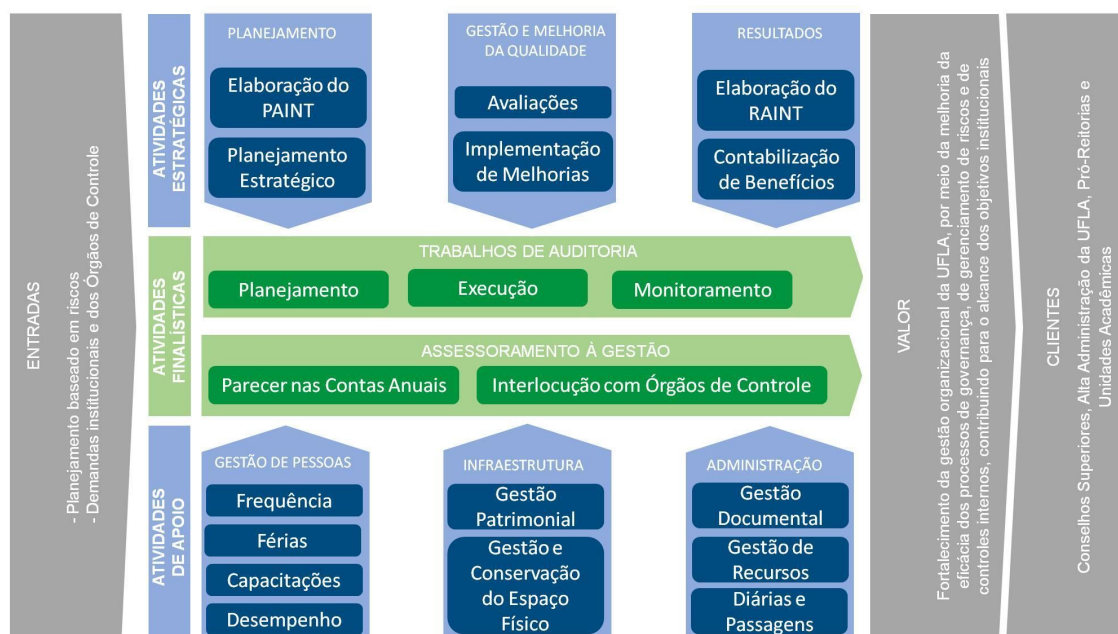 ENTRADAS
- Planejamento baseado em riscos
- Demandas institucionais e dos Órgãos de Controle
ATIVIDADES
ESTRATÉGICAS
PLANEJAMENTO
Elaboração do
PAINT
Planejamento
Estratégico
GESTÃO E MELHORIA
DA QUALIDADE
Avaliações
Implementação
de Melhorias
RESULTADOS
Elaboração do
RAINT
Contabilização
de Benefícios
ATIVIDADES
FINALÍSTICAS
TRABALHOS DE AUDITORIA
Planejamento
Execução
Monitoramento
ASSESSORAMENTO À GESTÃO
Parecer nas Contas Anuais
Interlocução com Órgãos de Controle
ATIVIDADES
DE APOIO
GESTÃO DE PESSOAS
Frequência
Férias
Capacitações
Desempenho
INFRAESTRUTURA
Gestão
Patrimonial
Gestão e
Conservação
do Espaço
Físico
ADMINISTRAÇÃO
Gestão
Documental
Gestão de
Recursos
Diárias e
Passagens
VALOR
Fortalecimento da gestão organizacional da UFLA, por meio da melhoria da
eficácia dos processos de governança, de gerenciamento de riscos e de
controles internos, contribuindo para o alcance dos objetivos institucionais
CLIENTES
Conselhos Superiores, Alta Administração da UFLA, Pró-Reitorias e
Unidades Acadêmicas